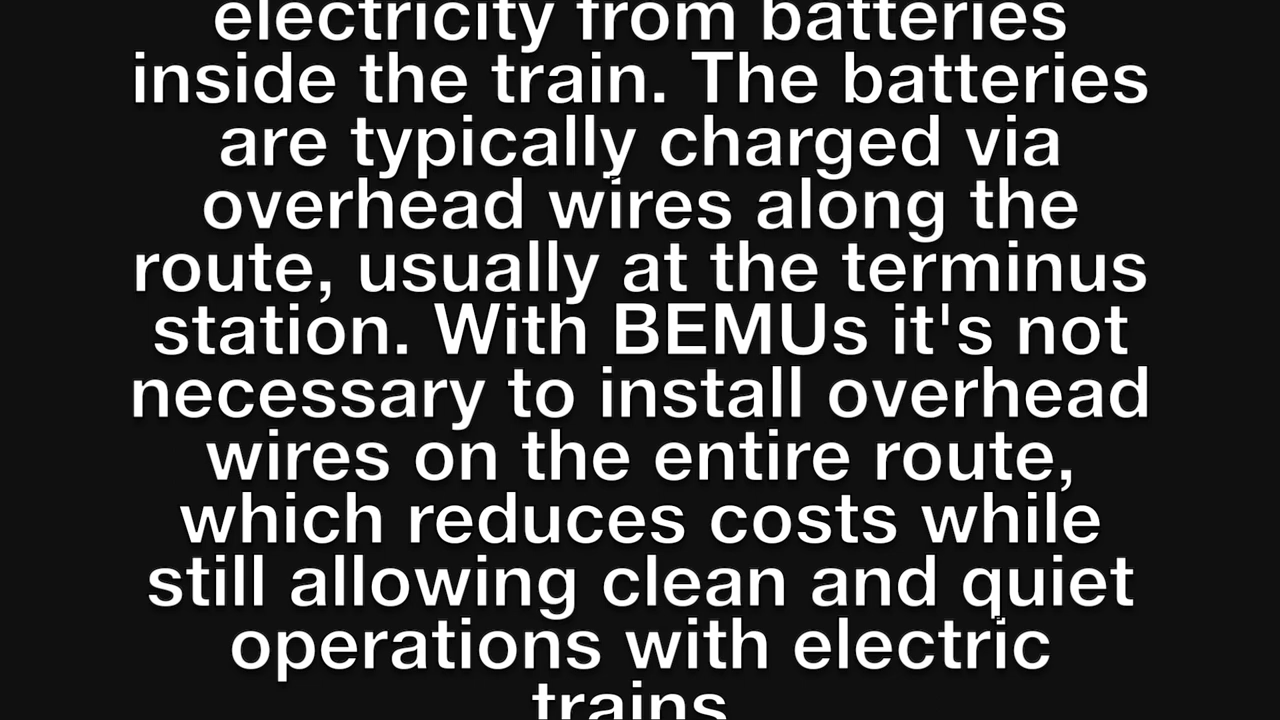 electricity from batteries
inside the train. The batteries
are typically charged via
overhead wires along the
route, usually at the terminus
station. With BEMUs it's not
necessary to install overhead
wires on the entire route,
which reduces costs while
still allowing clean and quiet
operations with electric
trains